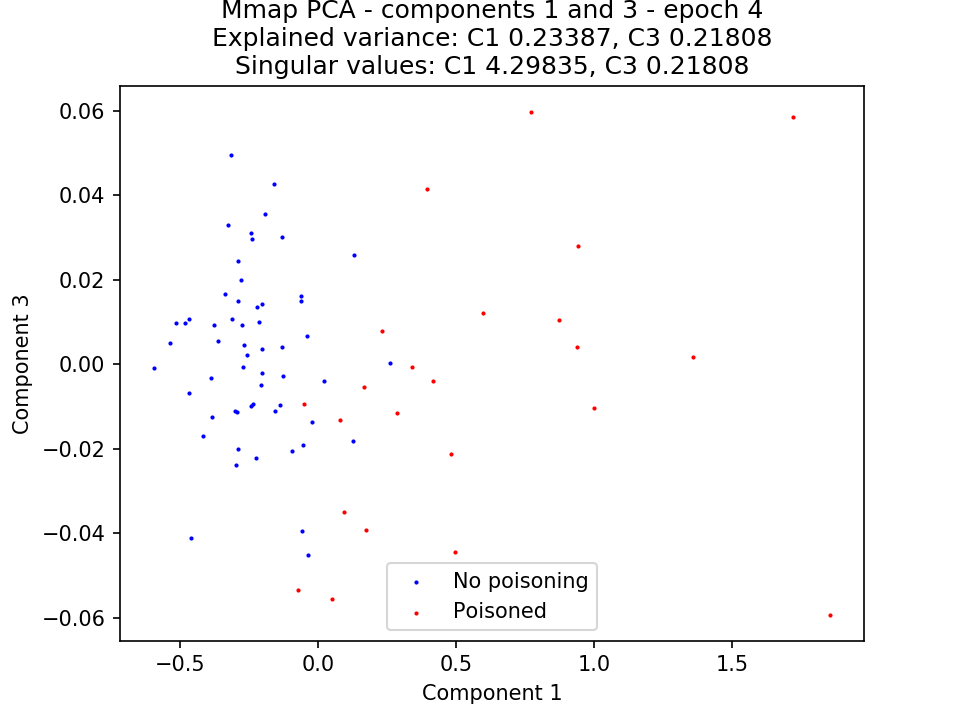 Mmap PCA - components 1 and 3 - epoch 4
Explained variance: C1 0.23387, C3 0.21808
Singular values: C1 4.29835, C3 0.21808
0.06
0.04
0.02
0.00
−0.02
−0.04
−0.06
Component 3
No poisoning
Poisoned
−0.5
0.0
0.5
1.0
1.5
Component 1